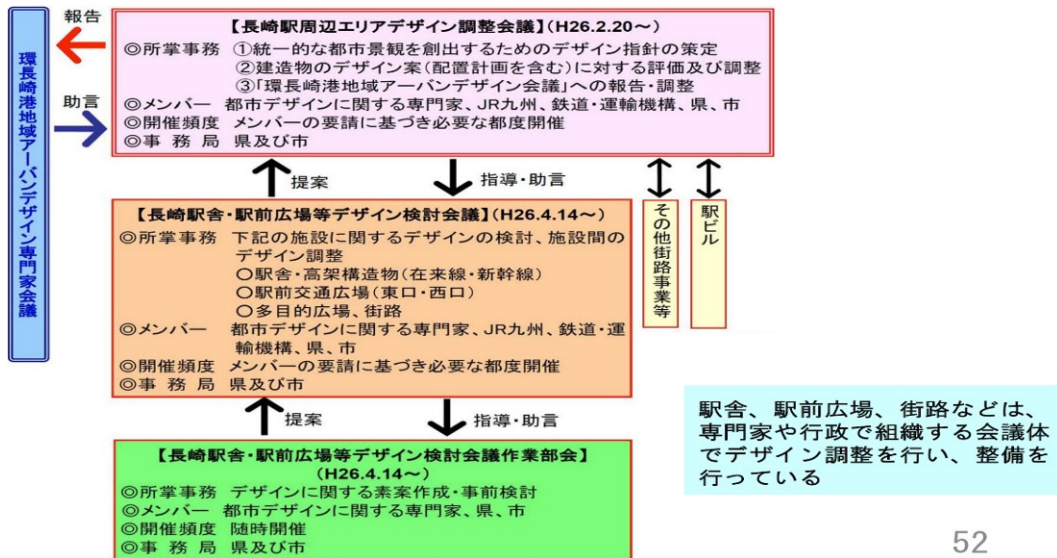 報告
環長崎港地域アーバンデザイン専門家会議
助言
【長崎駅周辺エリアデザイン調整会議】(H26.2.20～)
◎所掌事務 ①統一的な都市景観を創出するためのデザイン指針の策定
②建造物のデザイン案(配置計画を含む)に対する評価及び調整
③「環長崎港地域アーバンデザイン会議」への報告・調整
◎メンバー 都市デザインに関する専門家、JR九州、鉄道・運輸機構、県、市
◎開催頻度 メンバーの要請に基づき必要な都度開催
◎事 務 局 県及び市
提案
指導・助言
【長崎駅舎・駅前広場等デザイン検討会議】(H26.4.14～)
◎所掌事務 下記の施設に関するデザインの検討、施設間の
デザイン調整
○駅舎・高架構造物(在来線・新幹線)
○駅前交通広場(東口・西口)
○多目的広場、街路
◎メンバー 都市デザインに関する専門家、JR九州、鉄道・運
輸機構、県、市
◎開催頻度 メンバーの要請に基づき必要な都度開催
◎事 務 局 県及び市
その他街路事業等
駅ビル
提案
指導・助言
【長崎駅舎・駅前広場等デザイン検討会議作業部会】
(H26.4.14～)
◎所掌事務 デザインに関する素案作成・事前検討
◎メンバー 都市デザインに関する専門家、県、市
◎開催頻度 随時開催
◎事 務 局 県及び市
駅舎、駅前広場、街路などは、
専門家や行政で組織する会議体
でデザイン調整を行い、整備を
行っている
52